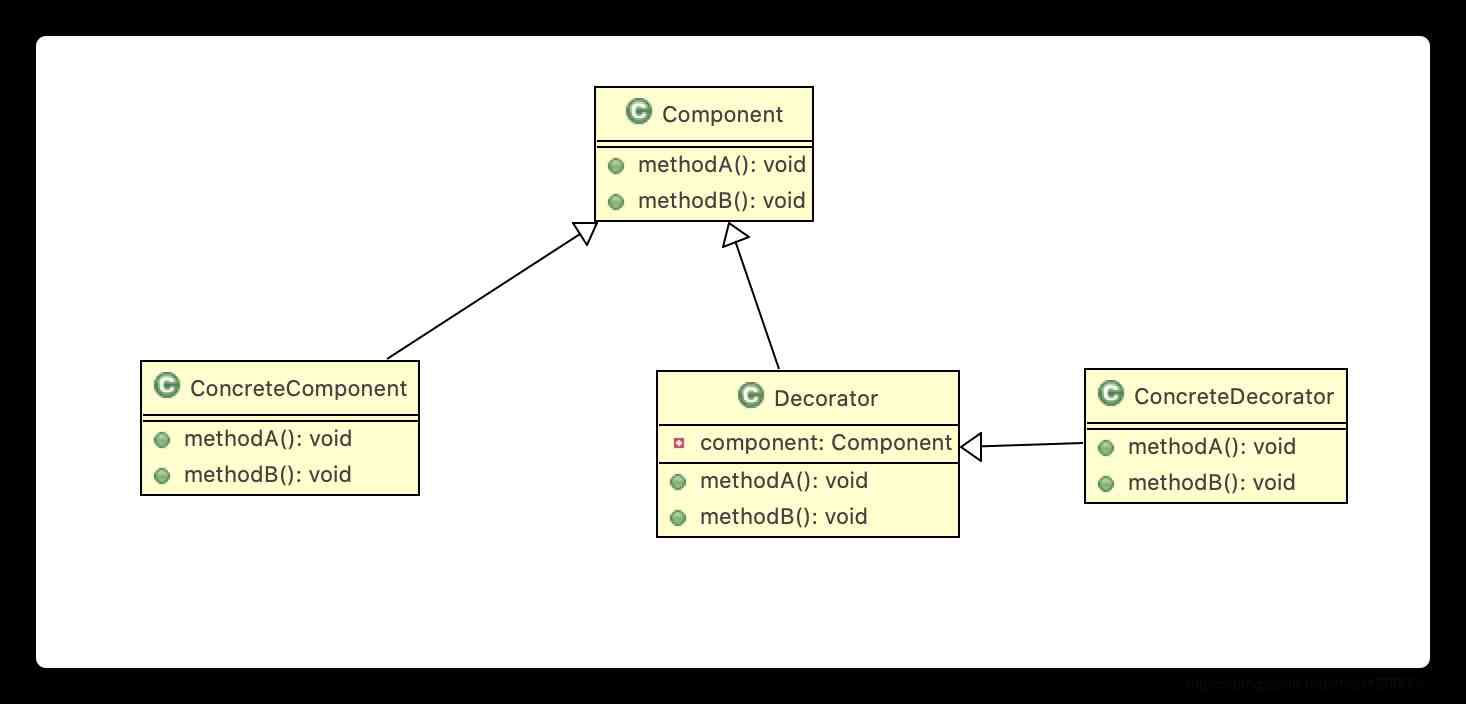 Component
methodA(): void
methodB(): void
ConcreteComponent
methodA(): void
methodB(): void
Decorator
component: Component
methodA(): void
methodB(): void
ConcreteDecorator
methodA(): void
methodB(): void